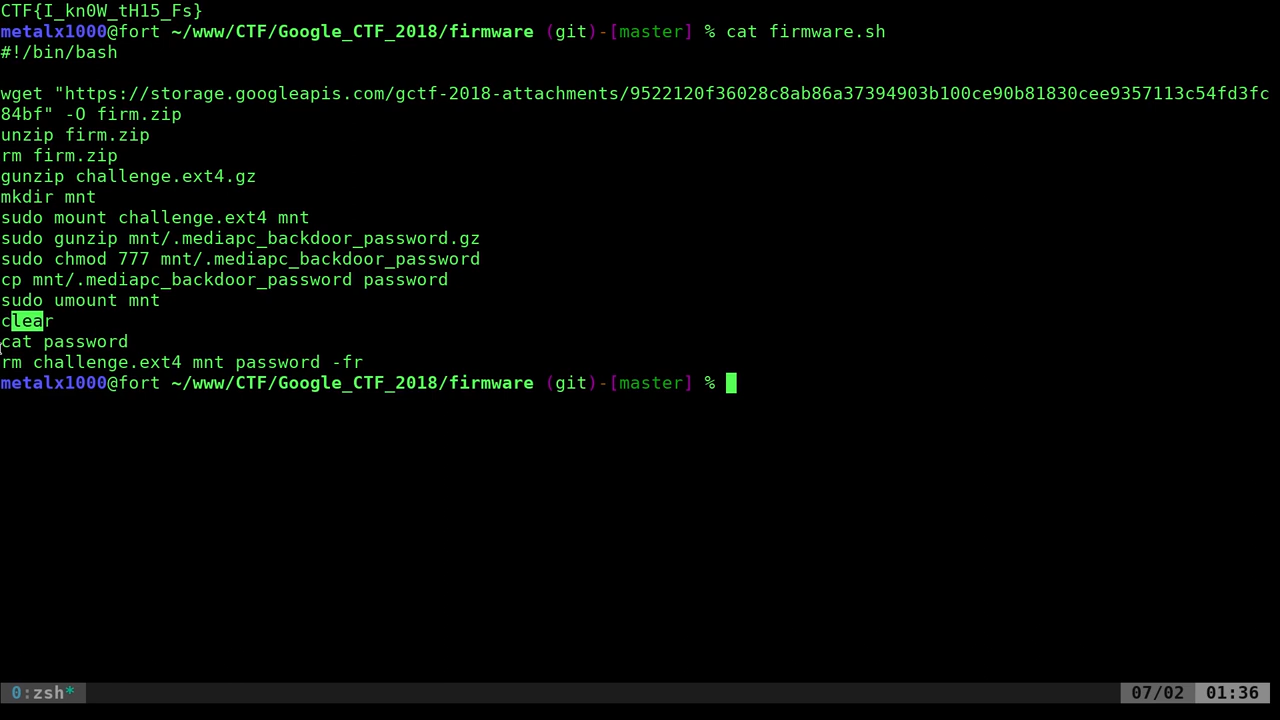 CTF{I_kn0W_tH15_Fs}
metalx1000@fort ~/www/CTF/Google_CTF_2018/firmware (git)-[master] % cat firmware.sh
#!/bin/bash
wget "https://storage.googleapis.com/gctf-2018-attachments/9522120f36028c8ab86a37394903b100ce90b81830cee9357113c54fd3fc
84bf" -O firm.zip
unzip firm.zip
rm firm.zip
gunzip challenge.ext4.gz
mkdir mnt
sudo mount challenge.ext4 mnt
sudo gunzip mnt/.mediapc_backdoor_password.gz
sudo chmod 777 mnt/.mediapc_backdoor_password
cp mnt/.mediapc_backdoor_password password
sudo umount mnt
clear
cat password
rm challenge.ext4 mnt password -fr
metalx1000@fort ~/www/CTF/Google_CTF_2018/firmware (git)-[master] %
0:zsh* 07/02 01:36